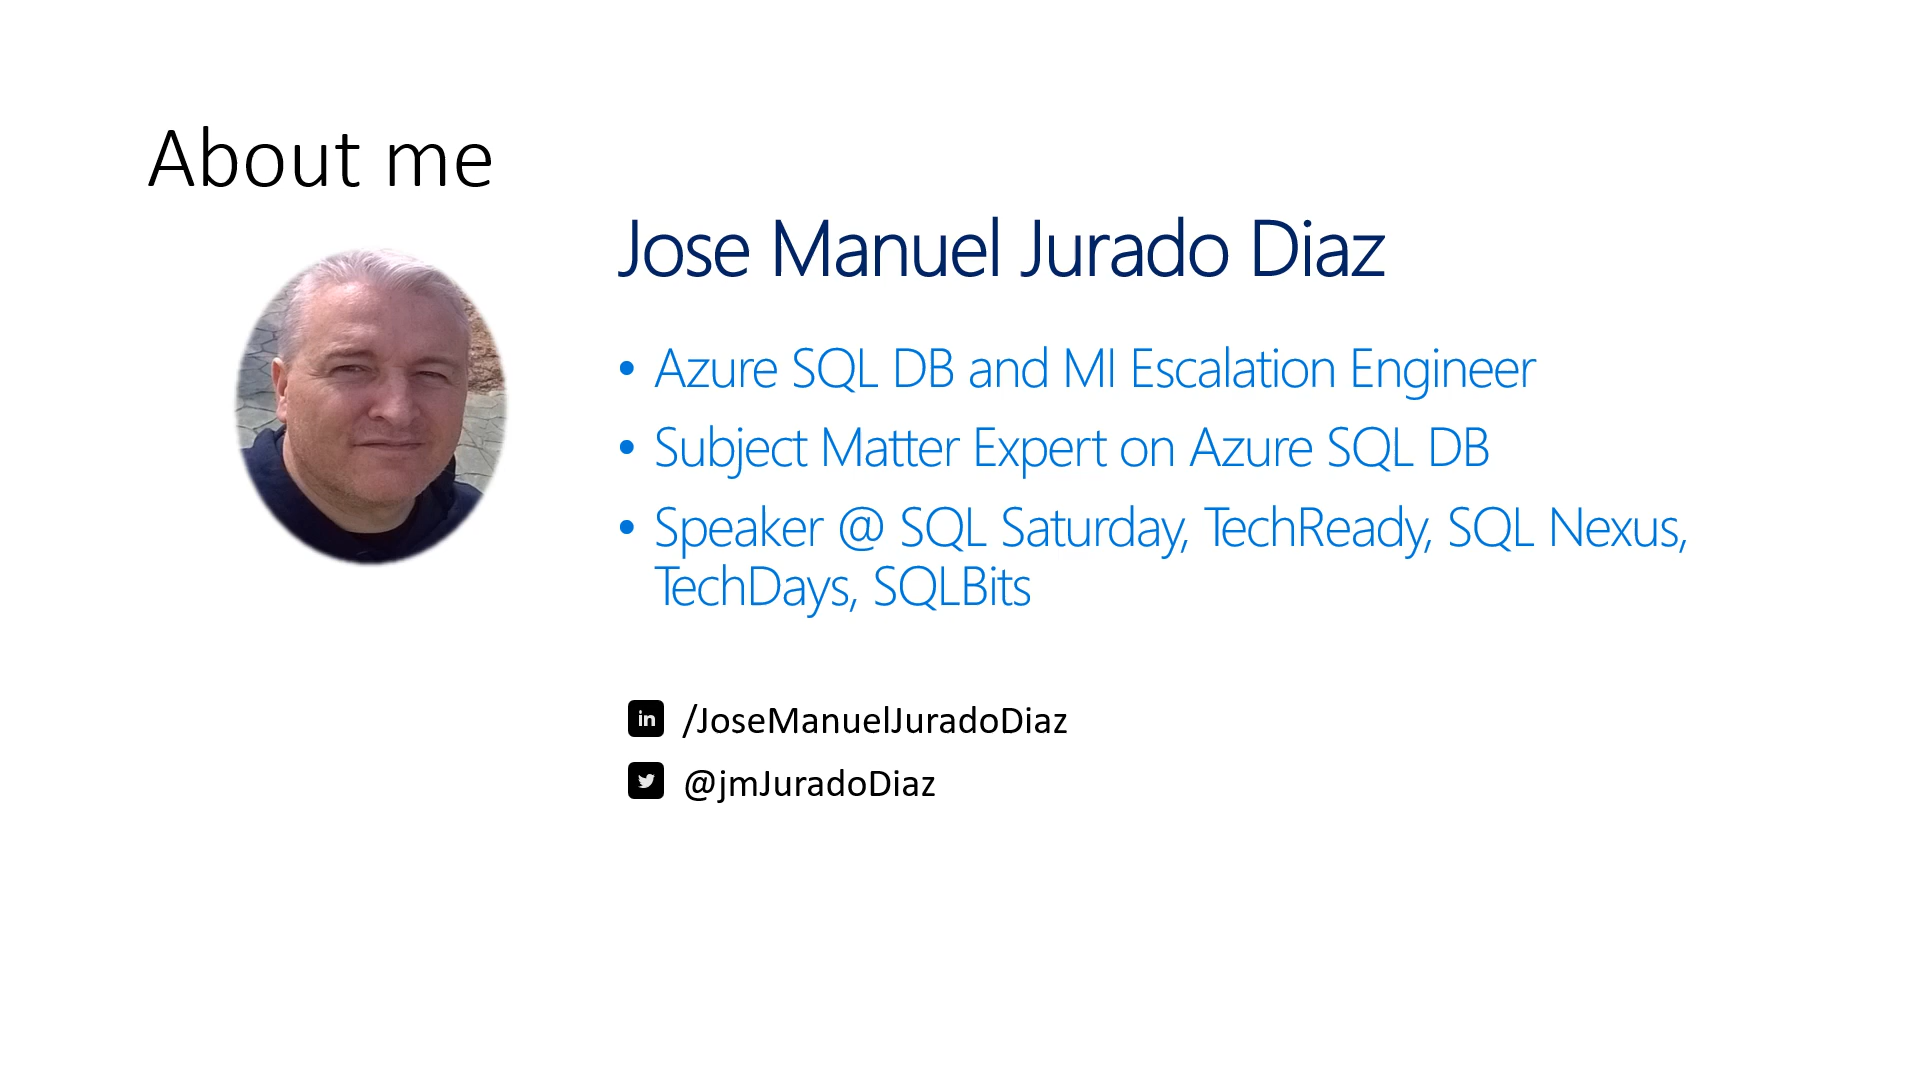 About me
Jose Manuel Jurado Diaz
• Azure SQL DB and MI Escalation Engineer
• Subject Matter Expert on Azure SQL DB
• Speaker @ SQL Saturday, TechReady, SQL Nexus,
TechDays, SQLBits
in /JoseManuelJuradoDiaz
@jmJuradoDiaz